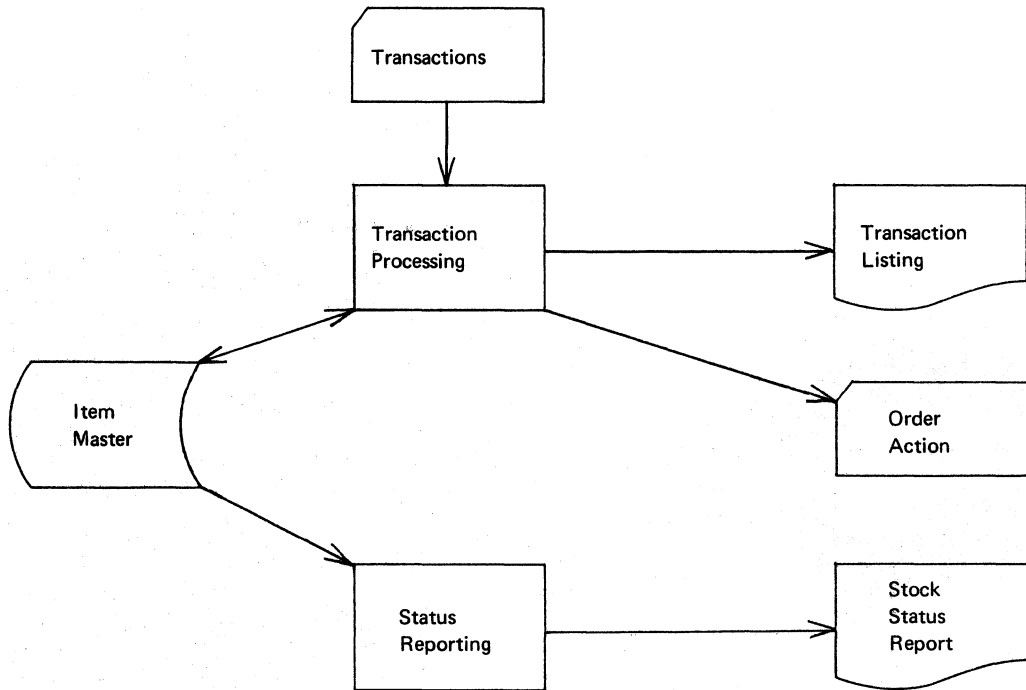 Transactions
Transaction
Processing
Transaction
Listing
Item
Master
Order
Action
Status
Reporting
Stock
Status
Report